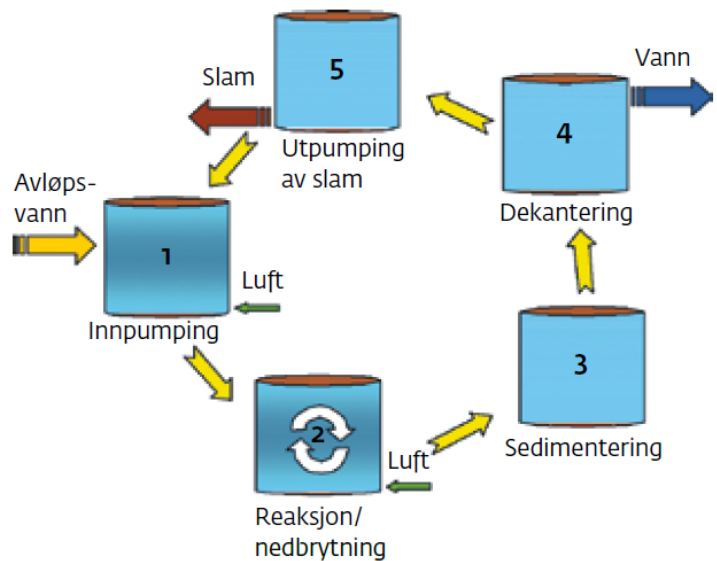 Slam
5
Utpumping
av slam
Vann
4
Dekantering
Avløps-
vann
1
Luft
Innpumping
2
Luft
Reaksjon/
nedbrytning
3
Sedimentering